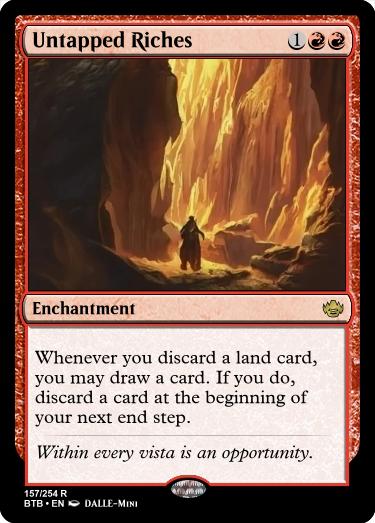 Untapped Riches 1
Enchantment
Whenever you discard a land card,
you may draw a card. If you do,
discard a card at the beginning of
your next end step.
Within every vista is an opportunity.
157/254 R
BTB • EN DALLE-Mini